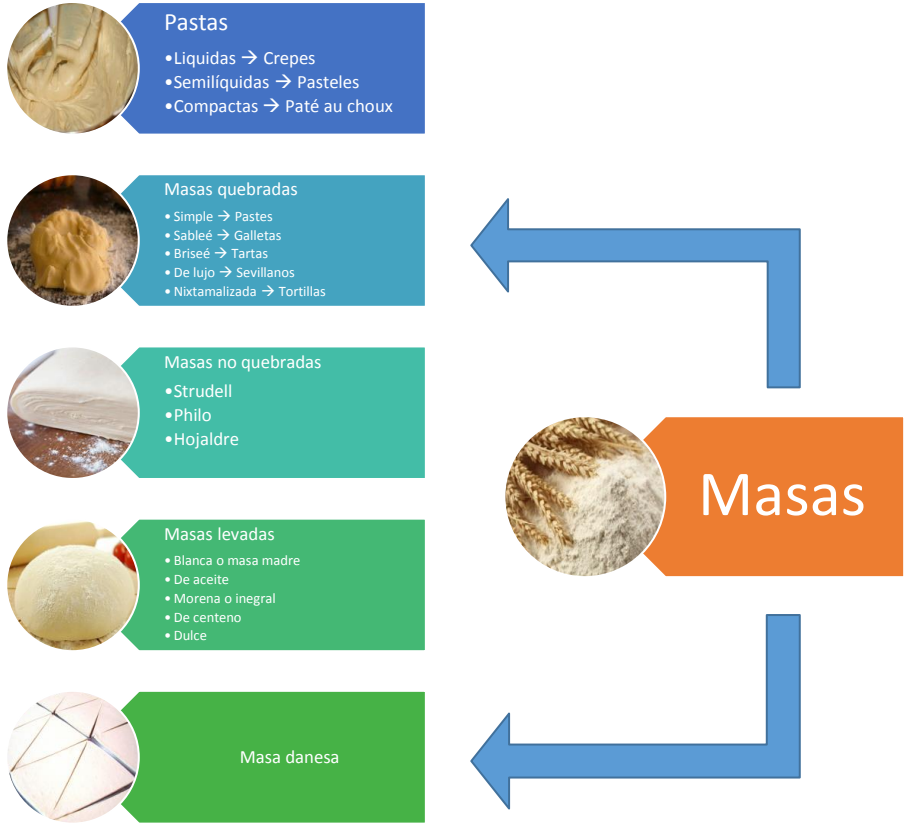 Pastas
•Liquidas → Crepes
•Semilíquidas → Pasteles
•Compactas → Paté au choux
Masas quebradas
•Simple → Pastes
•Sableé → Galletas
•Briseé → Tartas
•De lujo → Sevillanos
•Nixtamalizada → Tortillas
Masas no quebradas
•Strudell
•Philo
•Hojaldre
Masas levadas
•Blanca o masa madre
•De aceite
•Morena o inegral
•De centeno
•Dulce
Masa danesa
Masas